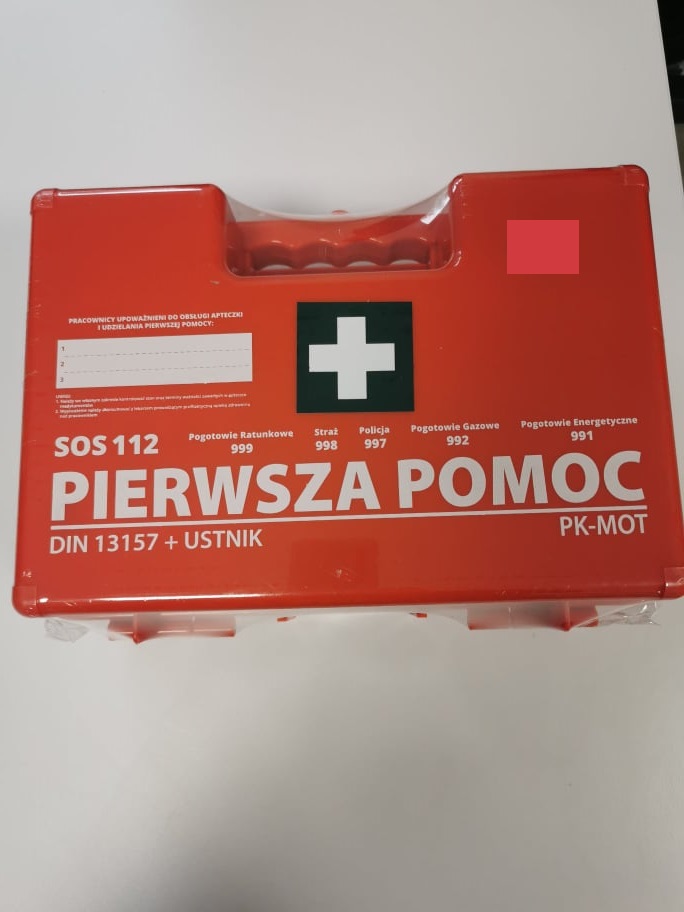 PRACOWNICY UPOWAŻNIENI DO OBSŁUGI APTECZKI
I UDZIELANIA PIERWSZEJ POMOCY:
1
2
3
UWAGA:
SOS 112
Pogotowie Ratunkowe
999
Straż
998
Policja
997
Pogotowie Gazowe
992
Pogotowie Energetyczne
991
PIERWSZA POMOC
DIN 13157 + USTNIK
PK-MOT